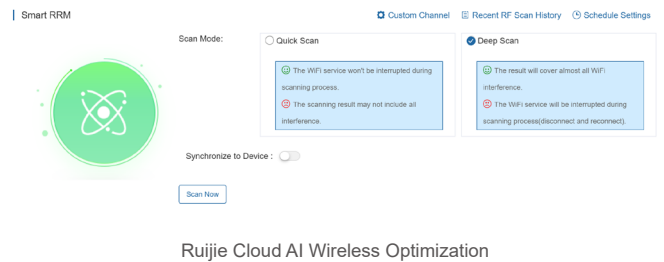 Smart RRM
Custom Channel Recent RF Scan History Schedule Settings
Scan Mode:
Quick Scan
The WiFi service won't be interrupted during
scanning process.
The scanning result may not include all
interference.
Deep Scan
The result will cover almost all WiFi
interference.
The WiFi service will be interrupted during
scanning process(disconnect and reconnect).
Synchronize to Device :
Scan Now
Ruijie Cloud AI Wireless Optimization